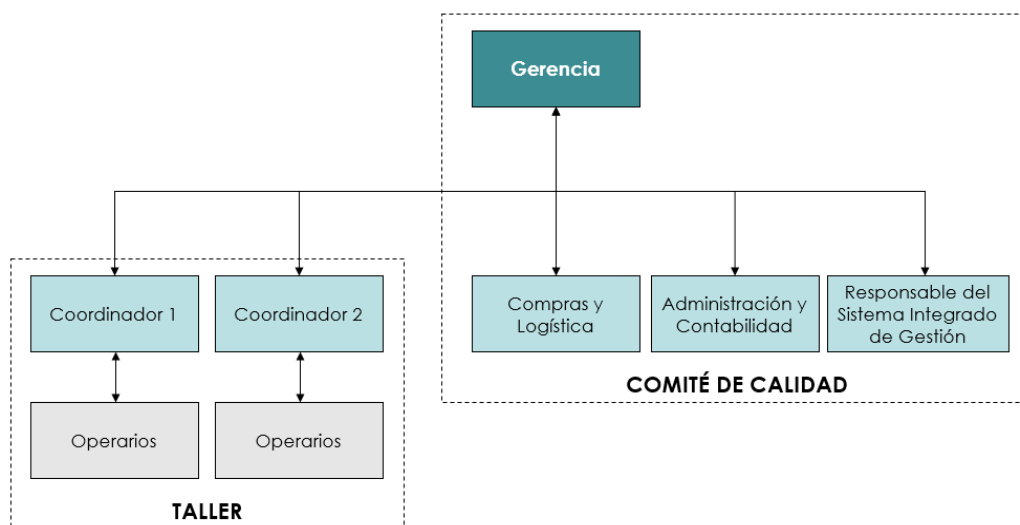 Gerencia
Coordinador 1
Coordinador 2
Compras y
Logística
Administración y
Contabilidad
Responsable del
Sistema Integrado
de Gestión
COMITÉ DE CALIDAD
Operarios
Operarios
TALLER